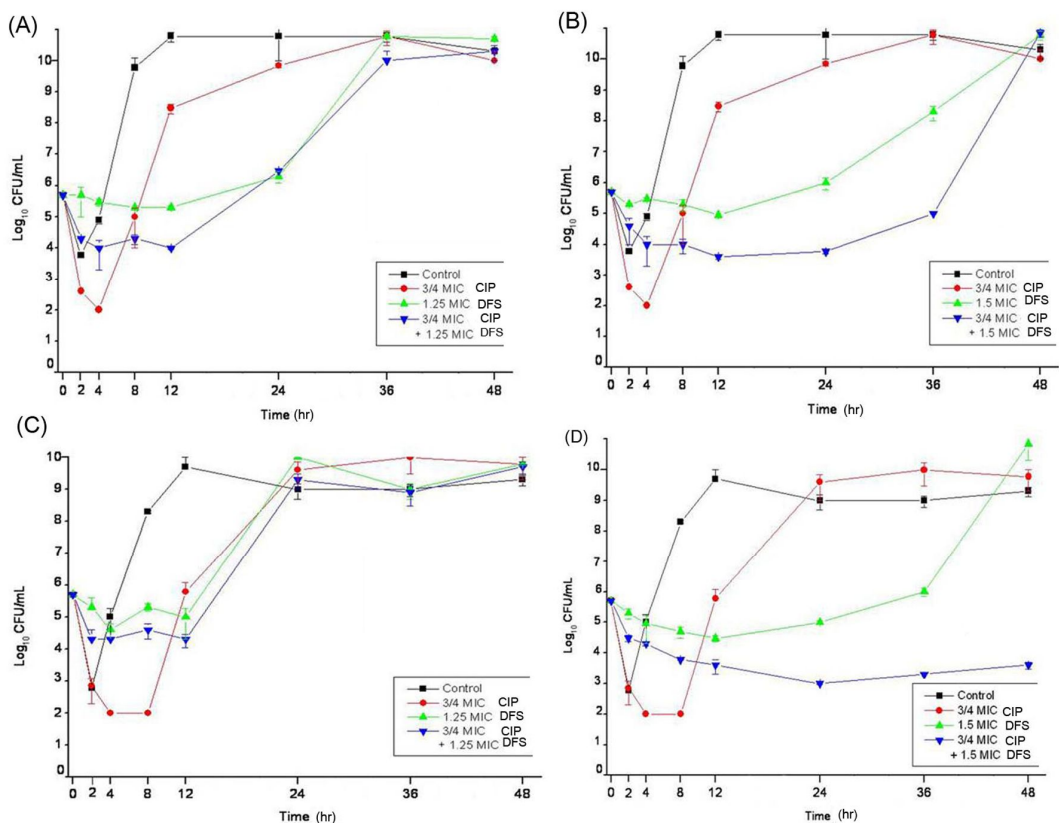 (A)
Log10 CFU/mL
10
9
8
7
6
5
4
3
2
1
0
0 2 4 8 12 24 36 48
Time (hr)
Control
3/4 MIC CIP
1.25 MIC DFS
3/4 MIC CIP
+ 1.25 MIC DFS
(B)
Log10 CFU/mL
10
9
8
7
6
5
4
3
2
1
0
0 2 4 8 12 24 36 48
Time (hr)
Control
3/4 MIC CIP
1.5 MIC DFS
3/4 MIC CIP
+ 1.5 MIC DFS
(C)
Log10 CFU/mL
10
9
8
7
6
5
4
3
2
1
0
0 2 4 8 12 24 36 48
Time (hr)
Control
3/4 MIC CIP
1.25 MIC DFS
3/4 MIC CIP
+ 1.25 MIC DFS
(D)
Log10 CFU/mL
10
9
8
7
6
5
4
3
2
1
0
0 2 4 8 12 24 36 48
Time (hr)
Control
3/4 MIC CIP
1.5 MIC DFS
3/4 MIC CIP
+ 1.5 MIC DFS